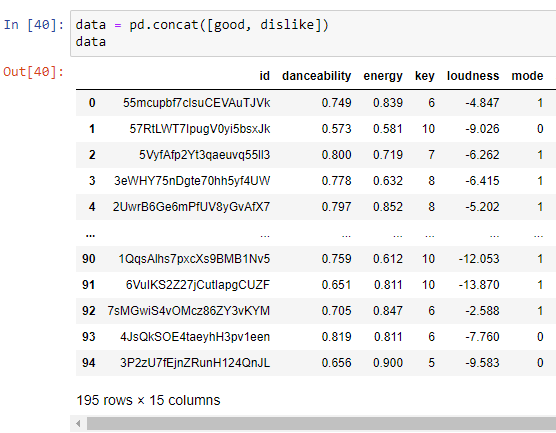 In [40]: data = pd.concat([good, dislike])
data
Out[40]:
id danceability energy key loudness mode
0 55mcupbf7clsuCEVAuTJVk 0.749 0.839 6 -4.847 1
1 57RtLWT7lpugV0yi5bsxJk 0.573 0.581 10 -9.026 0
2 5VyfAfp2Yt3qaeuvq55ll3 0.800 0.719 7 -6.262 1
3 3eWHY75nDgte70hh5yf4UW 0.778 0.632 8 -6.415 1
4 2UwrB6Ge6mPfUV8yGvAfX7 0.797 0.852 8 -5.202 1
... ... ... ... ... ... ...
90 1QqsAlhs7pxcXs9BMB1Nv5 0.759 0.612 10 -12.053 1
91 6VulKS2Z27jCutlapgCUZF 0.651 0.811 10 -13.870 1
92 7sMGwiS4vOMcz86ZY3vKYM 0.705 0.847 6 -2.588 1
93 4JsQkSOE4taeyhH3pv1een 0.819 0.811 6 -7.760 0
94 3P2zU7fEjnZRunH124QnJL 0.656 0.900 5 -9.583 0
195 rows × 15 columns